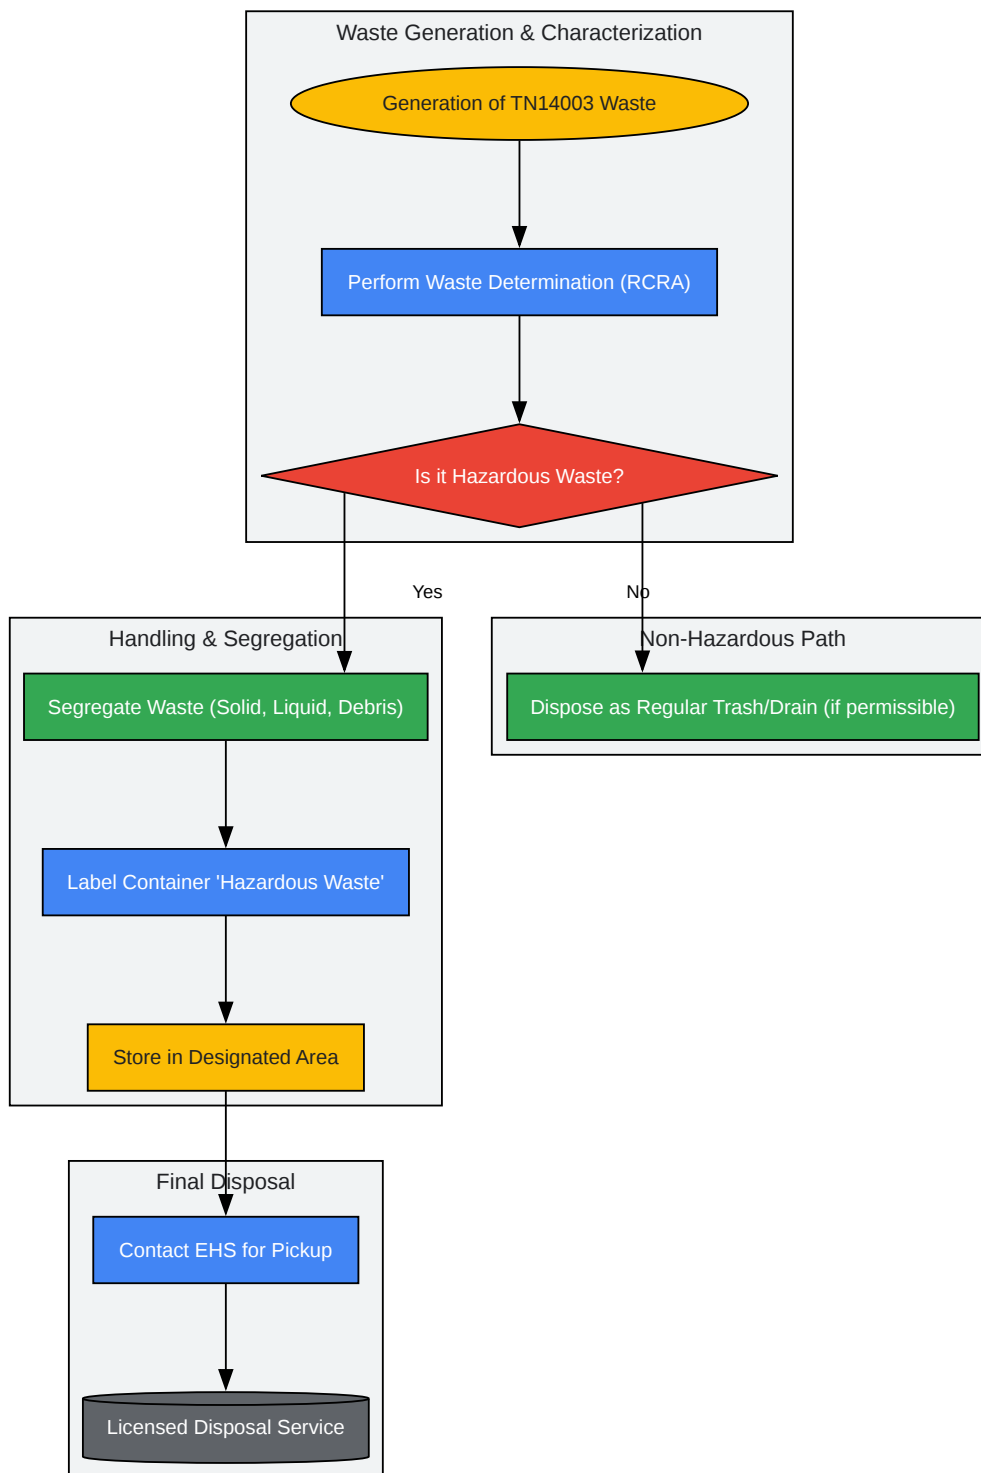 Waste Generation & Characterization
Generation of TN14003 Waste
Perform Waste Determination (RCRA)
Is it Hazardous Waste?
Yes
No
Handling & Segregation
Segregate Waste (Solid, Liquid, Debris)
Label Container 'Hazardous Waste'
Store in Designated Area
Non-Hazardous Path
Dispose as Regular Trash/Drain (if permissible)
Final Disposal
Contact EHS for Pickup
Licensed Disposal Service